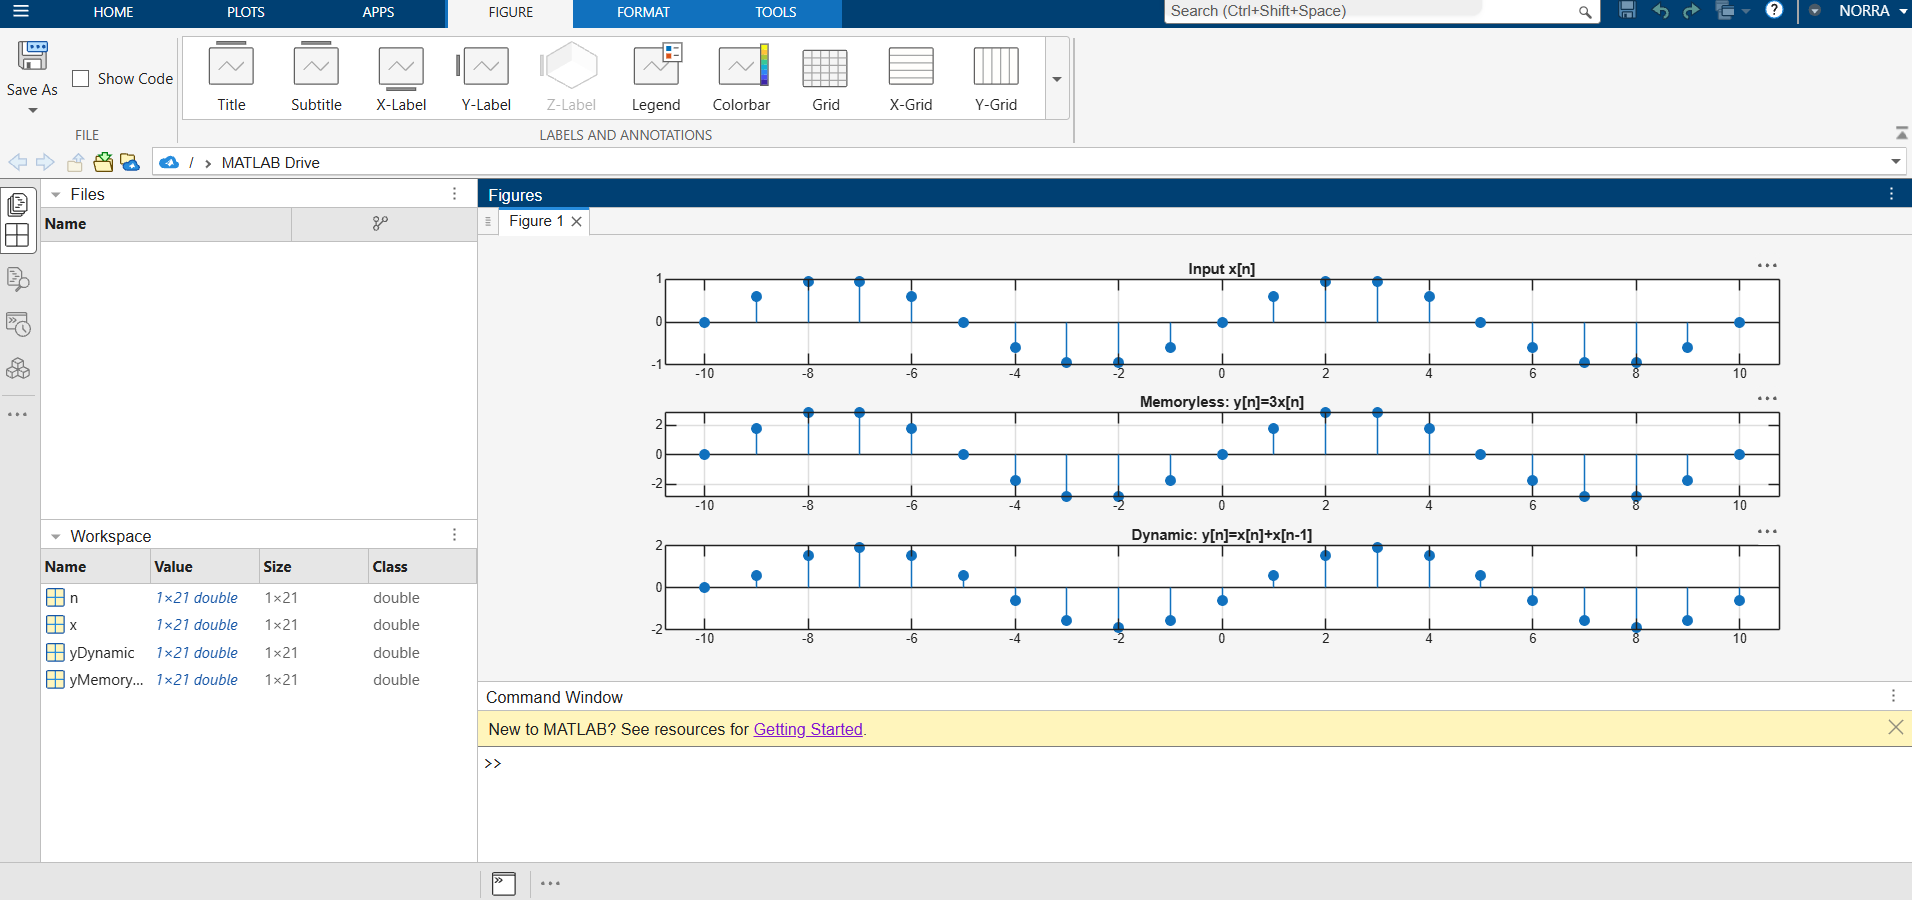 HOME PLOTS APPS FIGURE FORMAT TOOLS Search (Ctrl+Shift+Space) ? NORRA
Save As
Show Code
Title Subtitle X-Label Y-Label Z-Label Legend Colorbar Grid X-Grid Y-Grid
FILE LABELS AND ANNOTATIONS
/ › MATLAB Drive
Files
Name
Workspace
Name Value Size Class
n 1×21 double 1×21 double
x 1×21 double 1×21 double
yDynamic 1×21 double 1×21 double
yMemory... 1×21 double 1×21 double
Figures
Figure 1
Input x[n]
1
0
-1
-10 -8 -6 -4 -2 0 2 4 6 8 10
Memoryless: y[n]=3x[n]
2
0
-2
-10 -8 -6 -4 -2 0 2 4 6 8 10
Dynamic: y[n]=x[n]+x[n-1]
2
0
-2
-10 -8 -6 -4 -2 0 2 4 6 8 10
Command Window
New to MATLAB? See resources for Getting Started.
>>